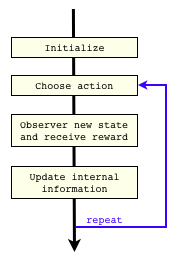 Initialize
Choose action
Observer new state
and receive reward
Update internal
information
repeat